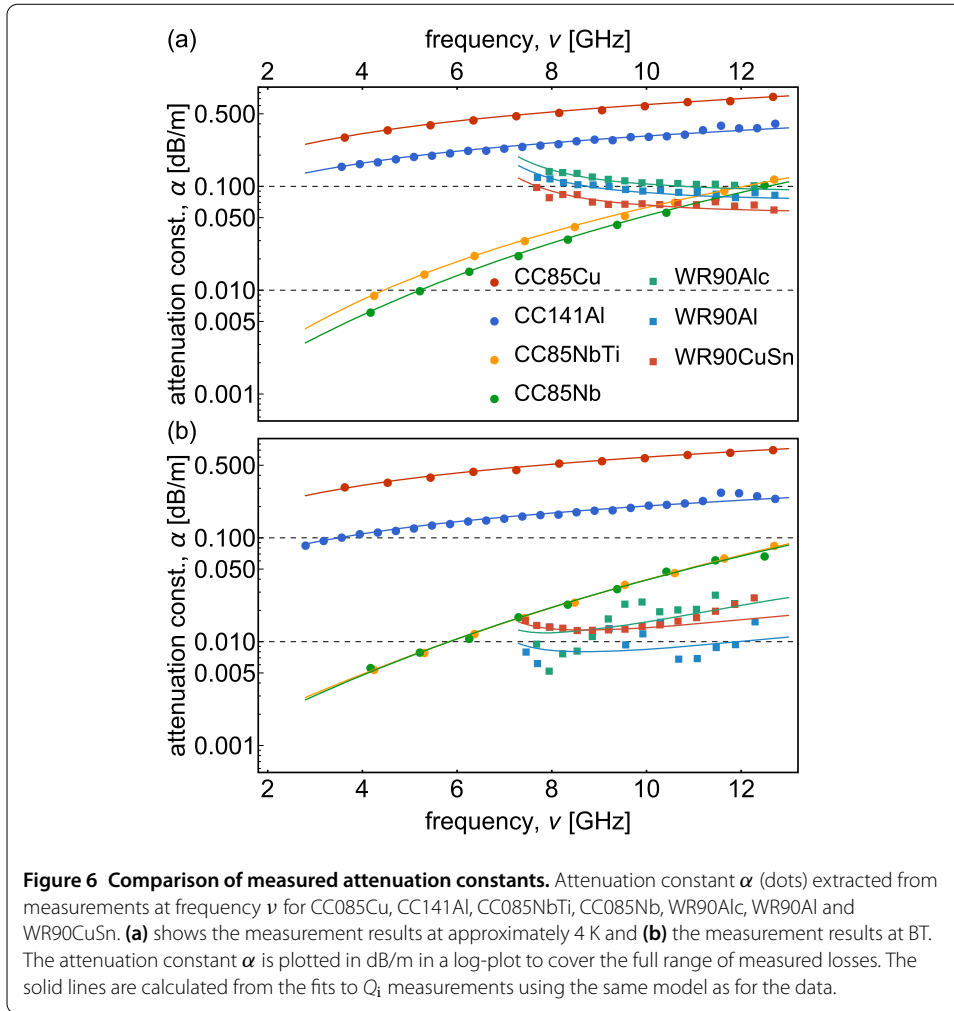 (a)
frequency, ν [GHz]
2 4 6 8 10 12
attenuation const., α [dB/m]
0.500
0.100
0.050
0.010
0.005
0.001
CC85Cu
CC141Al
CC85NbTi
CC85Nb
WR90Alc
WR90Al
WR90CuSn
(b)
attenuation const., α [dB/m]
0.500
0.100
0.050
0.010
0.005
0.001
2 4 6 8 10 12
frequency, ν [GHz]
Figure 6 Comparison of measured attenuation constants. Attenuation constant α (dots) extracted from
measurements at frequency ν for CC085Cu, CC141Al, CC085NbTi, CC085Nb, WR90Alc, WR90Al and
WR90CuSn. (a) shows the measurement results at approximately 4 K and (b) the measurement results at BT.
The attenuation constant α is plotted in dB/m in a log-plot to cover the full range of measured losses. The
solid lines are calculated from the fits to Qi measurements using the same model as for the data.